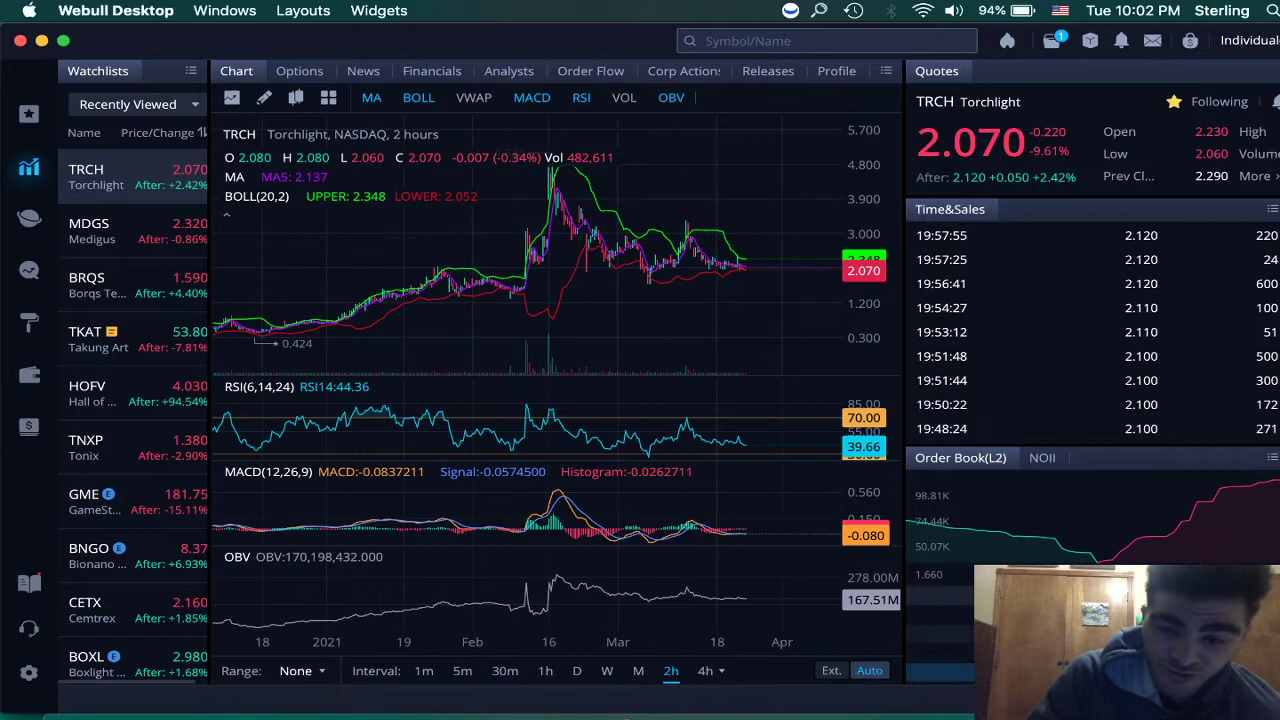 Webull Desktop Windows Layouts Widgets 94% Tue 10:02 PM Sterling
Symbol/Name 1 Individual
Watchlists
Recently Viewed
Name Price/Change
TRCH 2.070
Torchlight After: +2.42%
MDGS 2.320
Medigus After: -0.86%
BRQS 1.590
Borqs Te... After: +4.40%
TKAT 53.80
Takung Art After: -7.81%
HOFV 4.030
Hall of ... After: +94.54%
TNXP 1.380
Tonix After: -2.90%
GME E 181.75
GameSt... After: -15.11%
BNGO E 8.37
Bionano ... After: +6.93%
CETX 2.160
Cemtrex After: +1.85%
BOXL E 2.980
Boxlight ... After: +1.68%
Chart Options News Financials Analysts Order Flow Corp Actions Releases Profile
MA BOLL VWAP MACD RSI VOL OBV
TRCH Torchlight, NASDAQ, 2 hours
O 2.080 H 2.080 L 2.060 C 2.070 -0.007 (-0.34%) Vol 482,611
MA MA5: 2.137
BOLL(20,2) UPPER: 2.348 LOWER: 2.052
5.700
4.800
3.900
3.000
2.348
2.070
1.200
0.300
0.424
RSI(6,14,24) RSI14:44.36
85.00
70.00
55.00
39.66
MACD(12,26,9) MACD:-0.0837211 Signal:-0.0574500 Histogram:-0.0262711
0.560
0.150
-0.080
OBV OBV:170,198,432.000
278.00M
167.51M
18 2021 19 Feb 16 Mar 18 Apr
Range: None Interval: 1m 5m 30m 1h D W M 2h 4h Ext. Auto
Quotes
TRCH Torchlight Following
2.070 -0.220
-9.61%
After: 2.120 +0.050 +2.42%
Open 2.230 High
Low 2.060 Volume
Prev Cl... 2.290 More
Time&Sales
19:57:55 2.120 220
19:57:25 2.120 260
19:56:41 2.120 600
19:54:27 2.110 100
19:53:12 2.110 51
19:51:48 2.100 500
19:51:44 2.100 300
19:50:22 2.100 172
19:48:24 2.100 271
Order Book(L2) NOII
98.81K
74.44K
50.07K
1.660